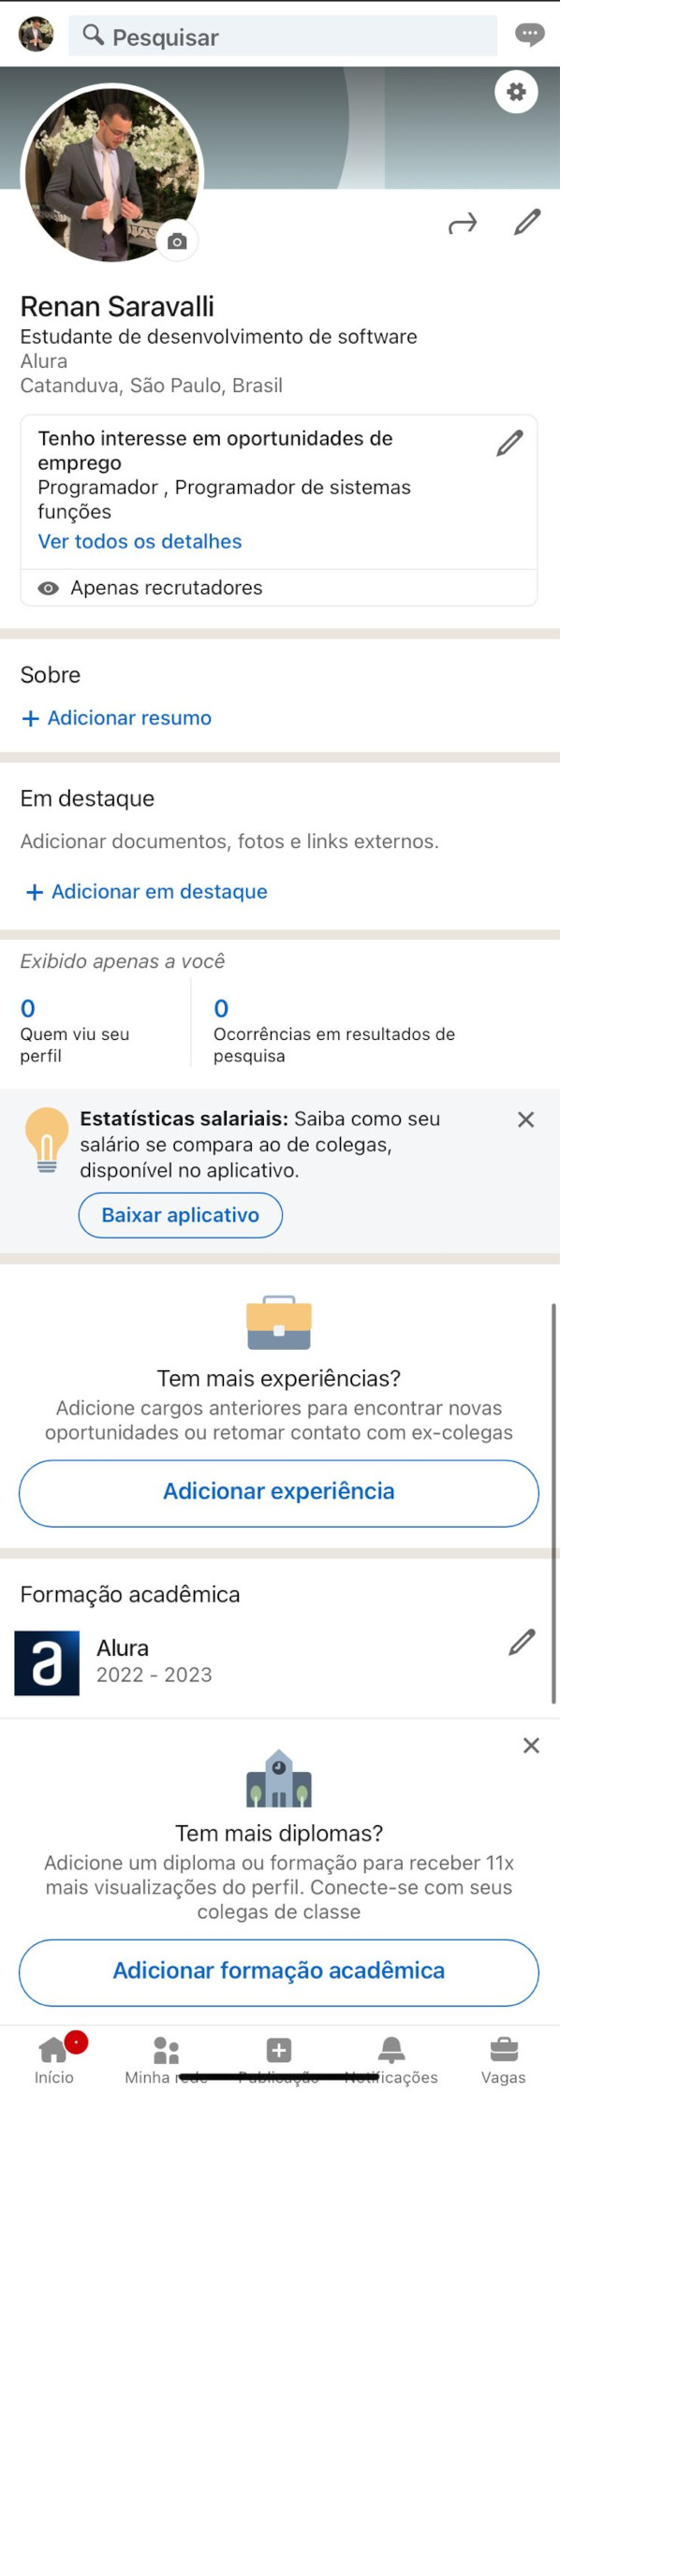 Pesquisar
Renan Saravalli
Estudante de desenvolvimento de software
Alura
Catanduva, São Paulo, Brasil
Tenho interesse em oportunidades de
emprego
Programador , Programador de sistemas
funções
Ver todos os detalhes
Apenas recrutadores
Sobre
+ Adicionar resumo
Em destaque
Adicionar documentos, fotos e links externos.
+ Adicionar em destaque
Exibido apenas a você
0
Quem viu seu
perfil
0
Ocorrências em resultados de
pesquisa
Estatísticas salariais: Saiba como seu
salário se compara ao de colegas,
disponível no aplicativo.
Baixar aplicativo
Tem mais experiências?
Adicione cargos anteriores para encontrar novas
oportunidades ou retomar contato com ex-colegas
Adicionar experiência
Formação acadêmica
a
Alura
2022 - 2023
Tem mais diplomas?
Adicione um diploma ou formação para receber 11x
mais visualizações do perfil. Conecte-se com seus
colegas de classe
Adicionar formação acadêmica
Início
Minha rede
Publicação
Notificações
Vagas